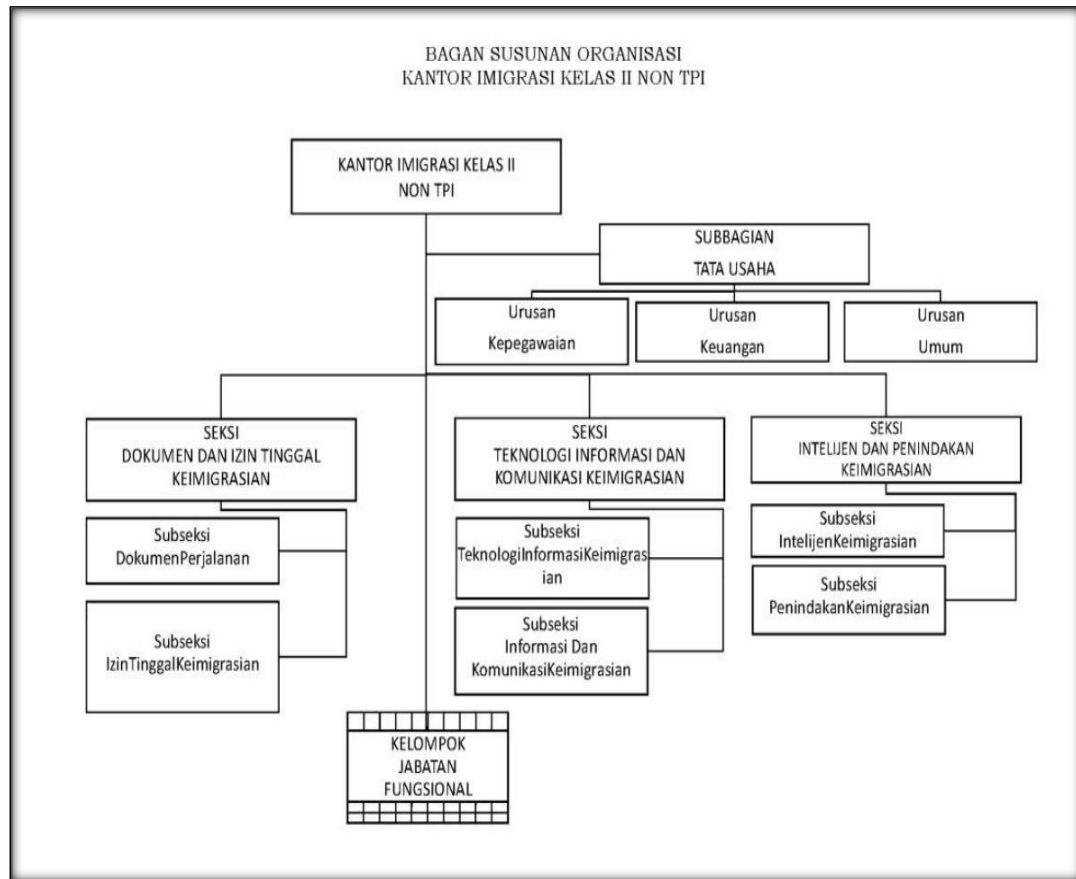 BAGAN SUSUNAN ORGANISASI
KANTOR IMIGRASI KELAS II NON TPI
KANTOR IMIGRASI KELAS II
NON TPI
SUBBAGIAN
TATA USAHA
Urusan
Kepegawaian
Urusan
Keuangan
Urusan
Umum
SEKSI
DOKUMEN DAN IZIN TINGGAL
KEIMIGRASIAN
SEKSI
TEKNOLOGI INFORMASI DAN
KOMUNIKASI KEIMIGRASIAN
SEKSI
INTELIJEN DAN PENINDAKAN
KEIMIGRASIAN
Subseksi
DokumenPerjalanan
Subseksi
IzinTinggalKeimigrasian
Subseksi
TeknologiInformasiKeimigras
ian
Subseksi
Informasi Dan
KomunikasiKeimigrasian
Subseksi
IntelijenKeimigrasian
Subseksi
PenindakanKeimigrasian
KELOMPOK
JABATAN
FUNGSIONAL